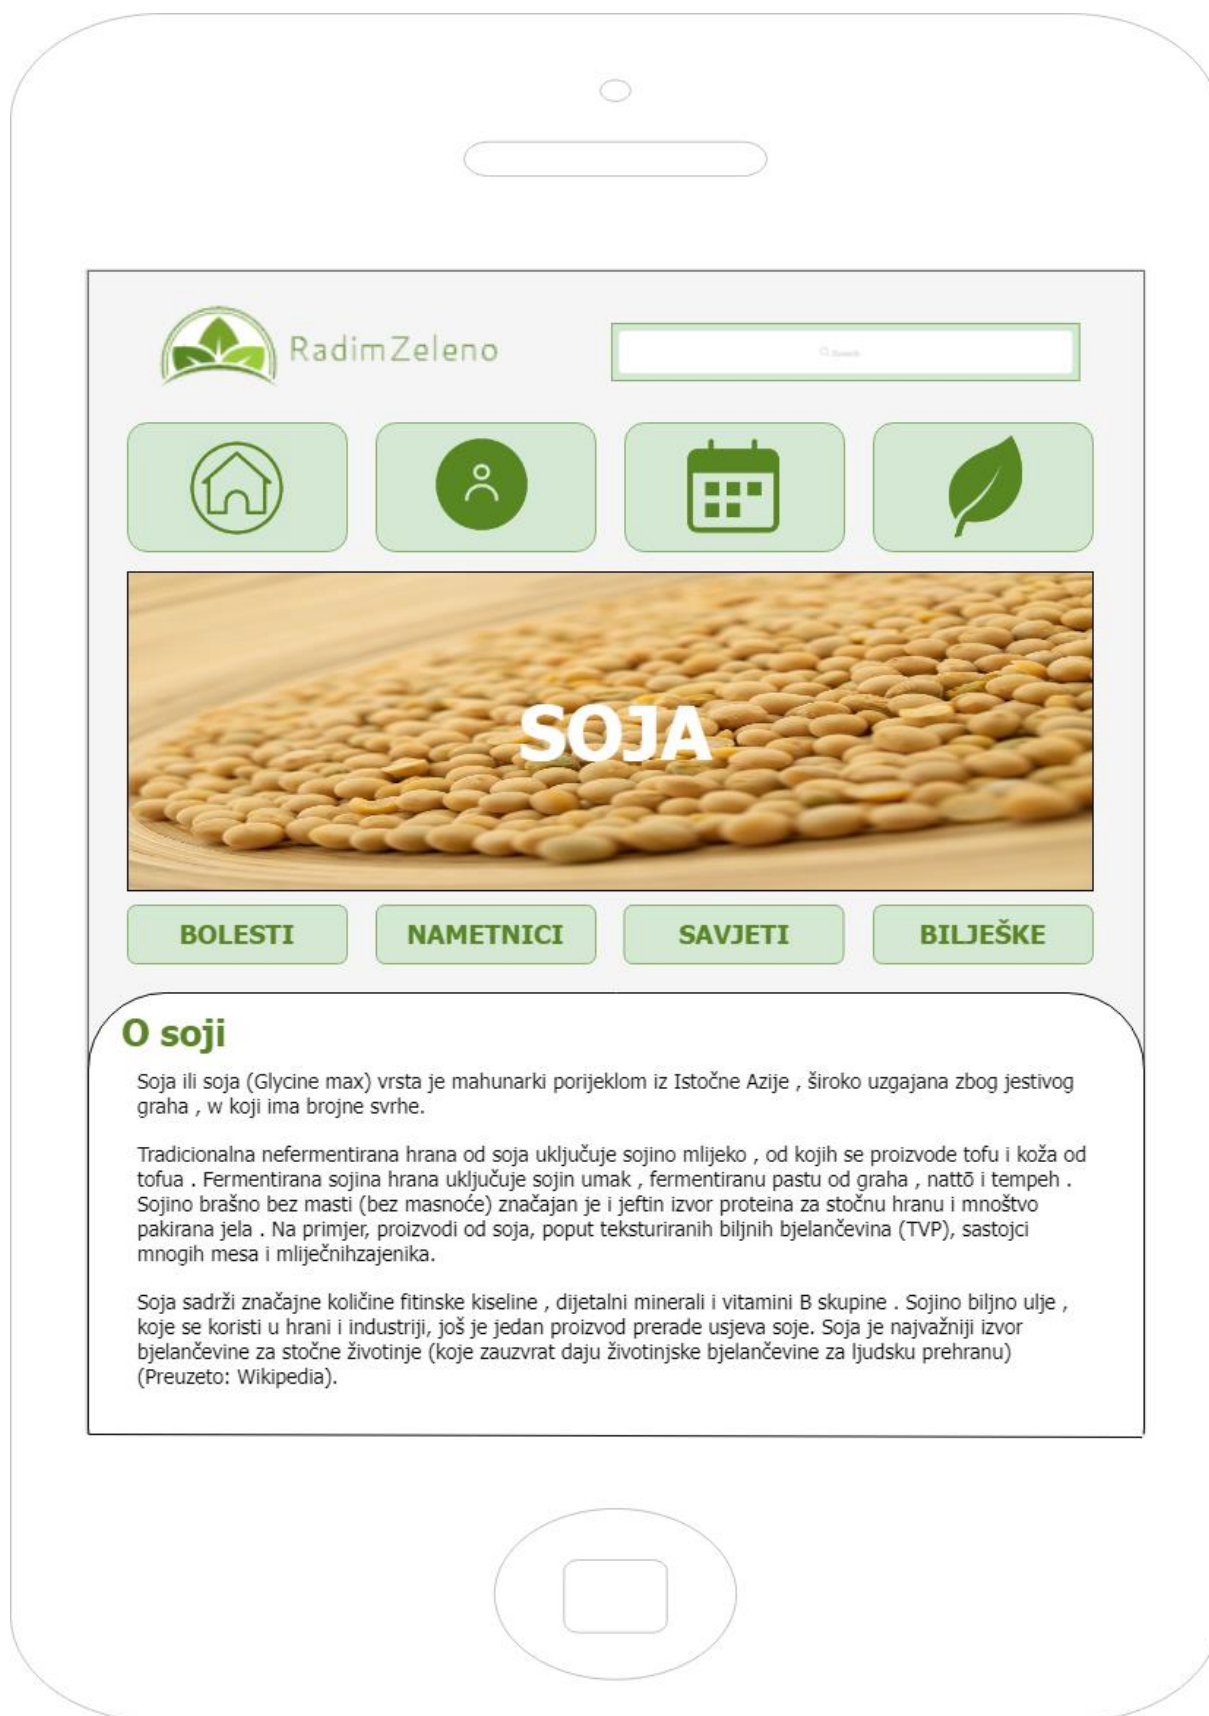 RadimZeleno
Search
SOJA
BOLESTI
NAMETNICI
SAVJETI
BILJEŠKE
O soji
Soja ili soja (Glycine max) vrsta je mahunarki porijeklom iz Istočne Azije , široko uzgajana zbog jestivog
graha , w koji ima brojne svrhe.
Tradicionalna nefermentirana hrana od soja uključuje sojino mlijeko , od kojih se proizvode tofu i koža od
tofua . Fermentirana sojina hrana uključuje sojin umak , fermentiranu pastu od graha , nattō i tempeh .
Sojino brašno bez masti (bez masnoće) značajan je i jeftin izvor proteina za stočnu hranu i mnoštvo
pakirana jela . Na primjer, proizvodi od soja, poput teksturiranih biljnih bjelančevina (TVP), sastojci
mnogih mesa i mliječnihzajenika.
Soja sadrži značajne količine fitinske kiseline , dijetalni minerali i vitamini B skupine . Sojino biljno ulje ,
koje se koristi u hrani i industriji, još je jedan proizvod prerade usjeva soje. Soja je najvažniji izvor
bjelančevine za stočne životinje (koje zauzvrat daju životinjske bjelančevine za ljudsku prehranu)
(Preuzeto: Wikipedia).